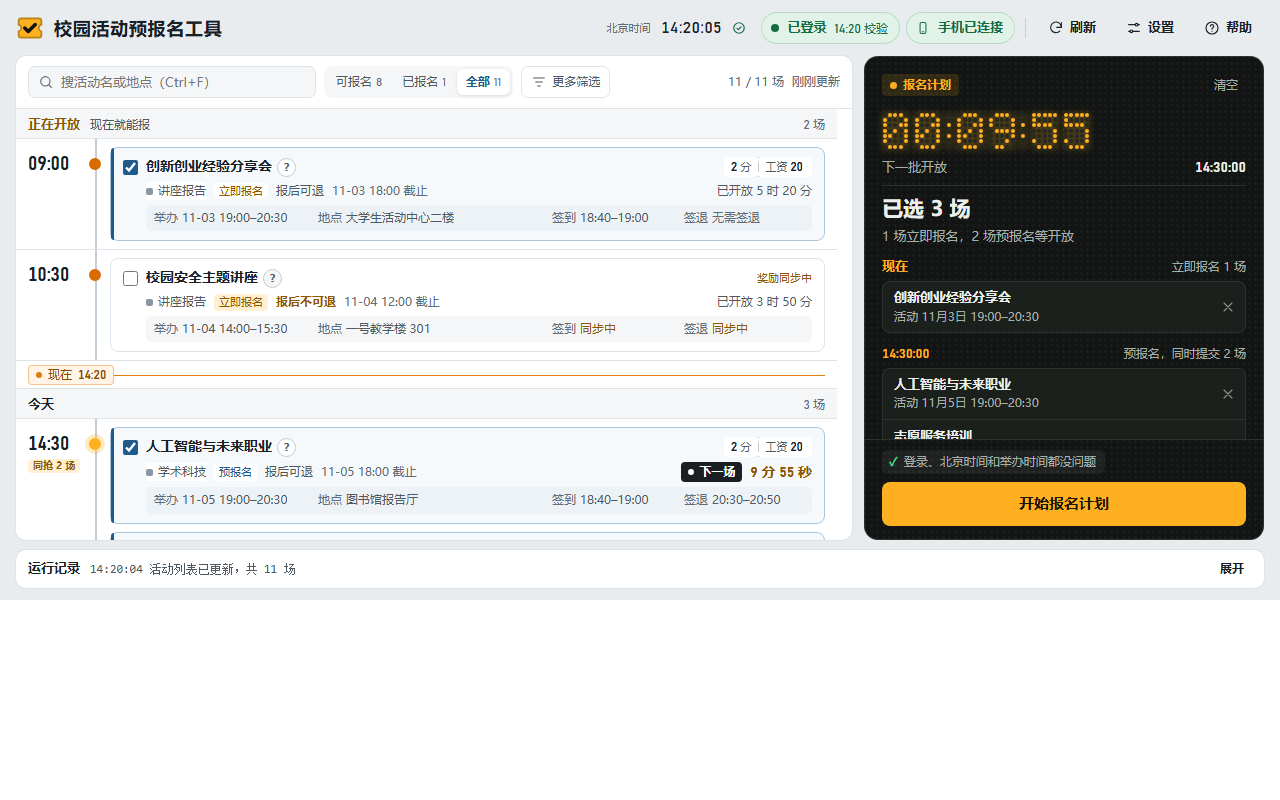 校园活动预报名工具
北京时间 14:20:05
已登录 14:20 校验
手机已连接
刷新
设置
帮助
搜活动名或地点（Ctrl+F）
可报名 8
已报名 1
全部 11
更多筛选
11 / 11 场 刚刚更新
正在开放 现在就能报
2 场
09:00
创新创业经验分享会 ?
2 分 | 工资 20
讲座报告 立即报名 报后可退 11-03 18:00 截止
已开放 5 时 20 分
举办 11-03 19:00–20:30 地点 大学生活动中心二楼 签到 18:40–19:00 签退 无需签退
10:30
校园安全主题讲座 ?
奖励同步中
讲座报告 立即报名 报后不可退 11-04 12:00 截止
已开放 3 时 50 分
举办 11-04 14:00–15:30 地点 一号教学楼 301 签到 同步中 签退 同步中
现在 14:20
今天
3 场
14:30
同抢 2 场
人工智能与未来职业 ?
2 分 | 工资 20
学术科技 预报名 报后可退 11-05 18:00 截止
下一场 9 分 55 秒
举办 11-05 19:00–20:30 地点 图书馆报告厅 签到 18:40–19:00 签退 20:30–20:50
报名计划
清空
00:09:55
下一批开放
14:30:00
已选 3 场
1 场立即报名，2 场预报名等开放
现在
立即报名 1 场
创新创业经验分享会
活动 11月3日 19:00–20:30
14:30:00
预报名，同时提交 2 场
人工智能与未来职业
活动 11月5日 19:00–20:30
志愿服务培训
登录、北京时间和举办时间都没问题
开始报名计划
运行记录 14:20:04 活动列表已更新，共 11 场
展开